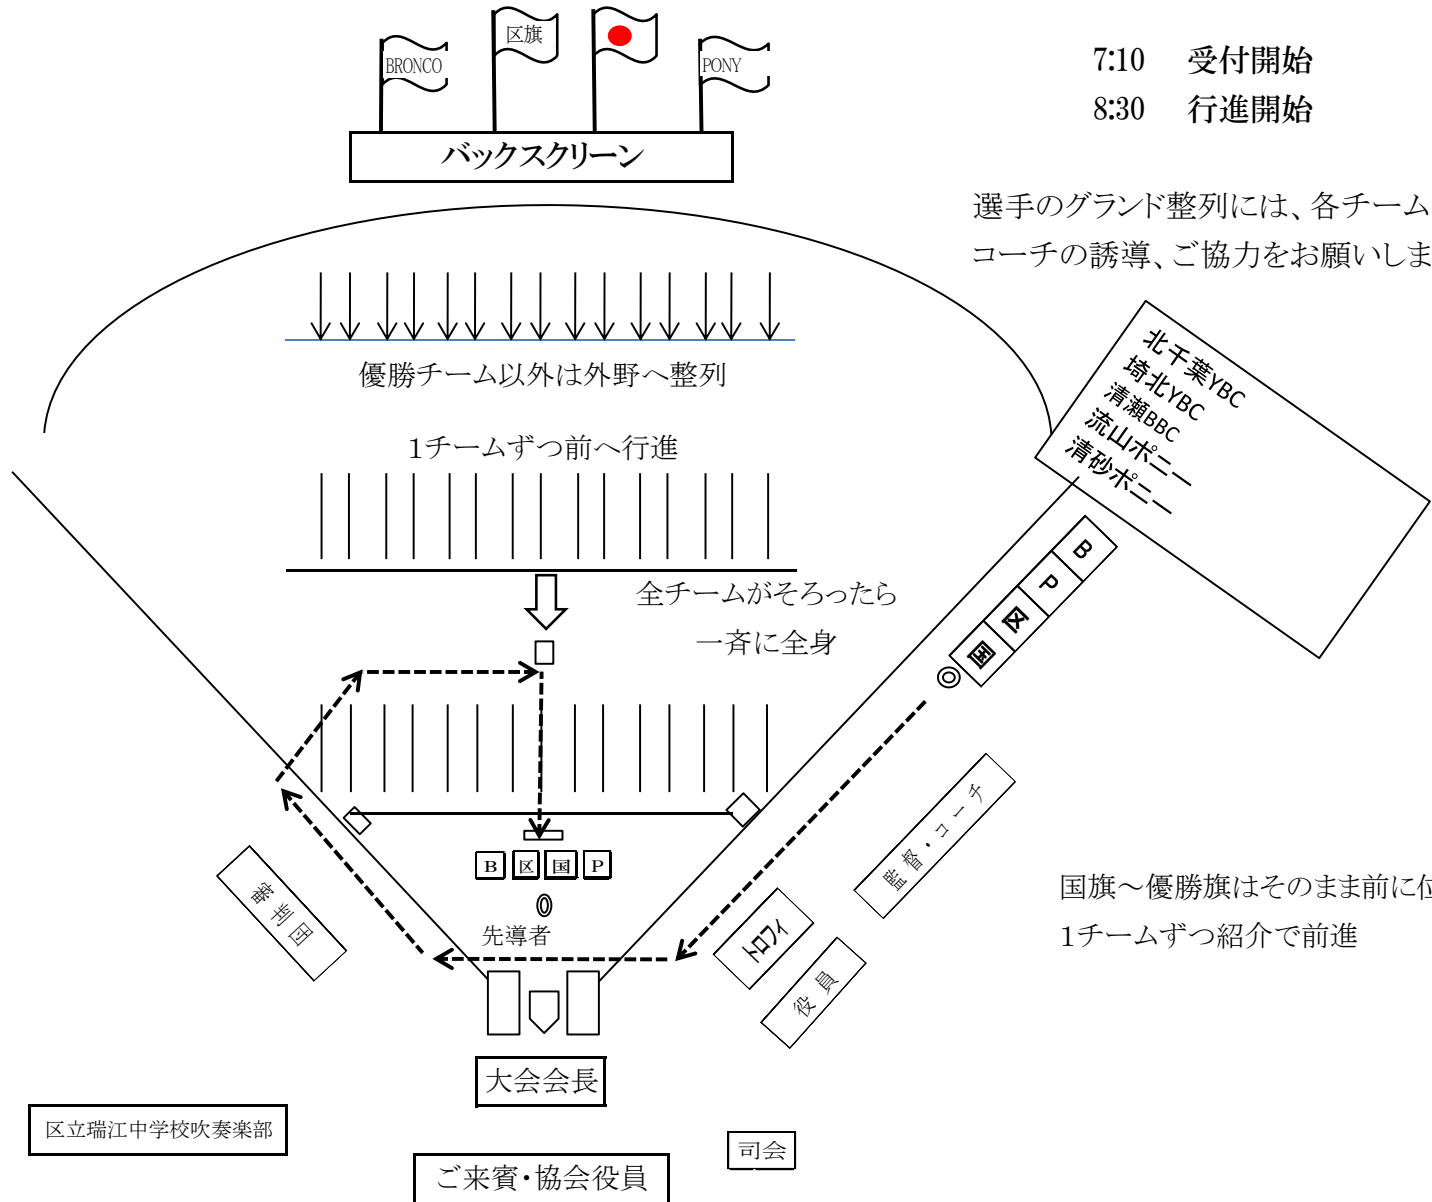 BRONCO
区旗
PONY
バックスクリーン
7:10 受付開始
8:30 行進開始
選手のグランド整列には、各チーム
コーチの誘導、ご協力をお願いしま
優勝チーム以外は外野へ整列
1チームずつ前へ行進
北千葉YBC
埼北YBC
清瀬BBC
流山ポニー
清砂ポニー
B
P
区
国
全チームがそろったら
一斉に全身
B 区 国 P
先導者
審判団
監督・コーチ
トロフィ
役員
国旗~優勝旗はそのまま前に位
1チームずつ紹介で前進
大会会長
区立瑞江中学校吹奏楽部
司会
ご来賓・協会役員